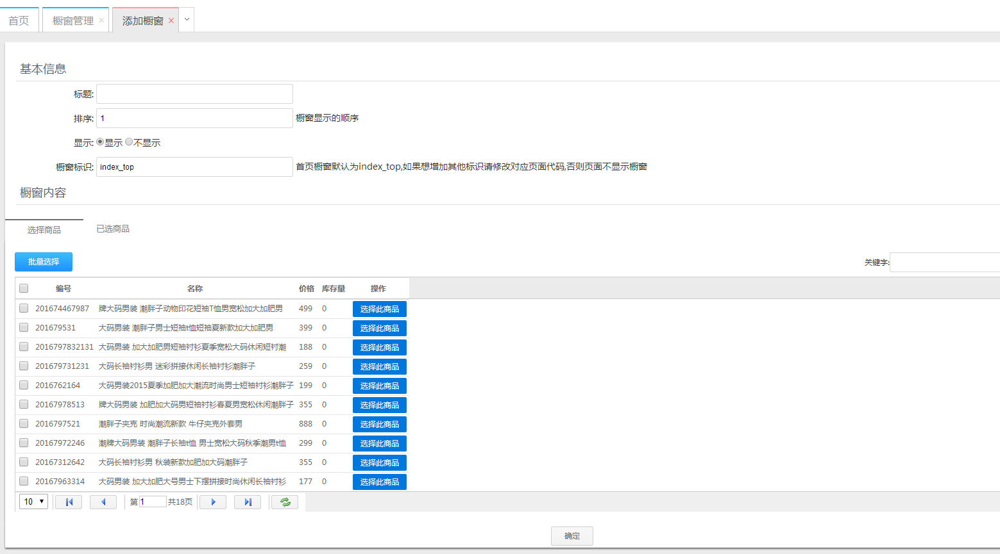 首页 橱窗管理 × 添加橱窗 ×
基本信息
标题:
排序: 1 橱窗显示的顺序
显示: 显示 不显示
橱窗标识: index_top 首页橱窗默认为index_top,如果想增加其他标识请修改对应页面代码,否则页面不显示橱窗
橱窗内容
选择商品 已选商品
批量选择 关键字:
编号 名称 价格 库存量 操作
201674467987 牌大码男装 潮胖子动物印花短袖T恤男宽松加大加肥男 499 0 选择此商品
201679531 大码男装 潮胖子男士短袖t恤短袖夏新款加大加肥男 399 0 选择此商品
2016797832131 大码男装 加大加肥男短袖衬衫夏季宽松大码休闲短衬潮 188 0 选择此商品
201679731231 大码长袖衬衫男 迷彩拼接休闲长袖衬衫潮胖子 259 0 选择此商品
2016762164 大码男装2015夏季加肥加大潮流时尚男士短袖衬衫潮胖子 199 0 选择此商品
20167978513 牌大码男装 加肥加大码男短袖衬衫春夏男宽松休闲潮胖子 355 0 选择此商品
2016797521 潮胖子夹克 时尚潮流新款 牛仔夹克外套男 888 0 选择此商品
20167972246 潮牌大码男装 潮胖子长袖t恤 男士宽松大码秋季潮男t恤 299 0 选择此商品
20167312642 大码长袖衬衫男 秋装新款加肥加大码潮胖子 355 0 选择此商品
20167963314 大码男装 加大加肥大号男士下摆拼接时尚休闲长袖衬衫 177 0 选择此商品
10 第 1 共18页
确定